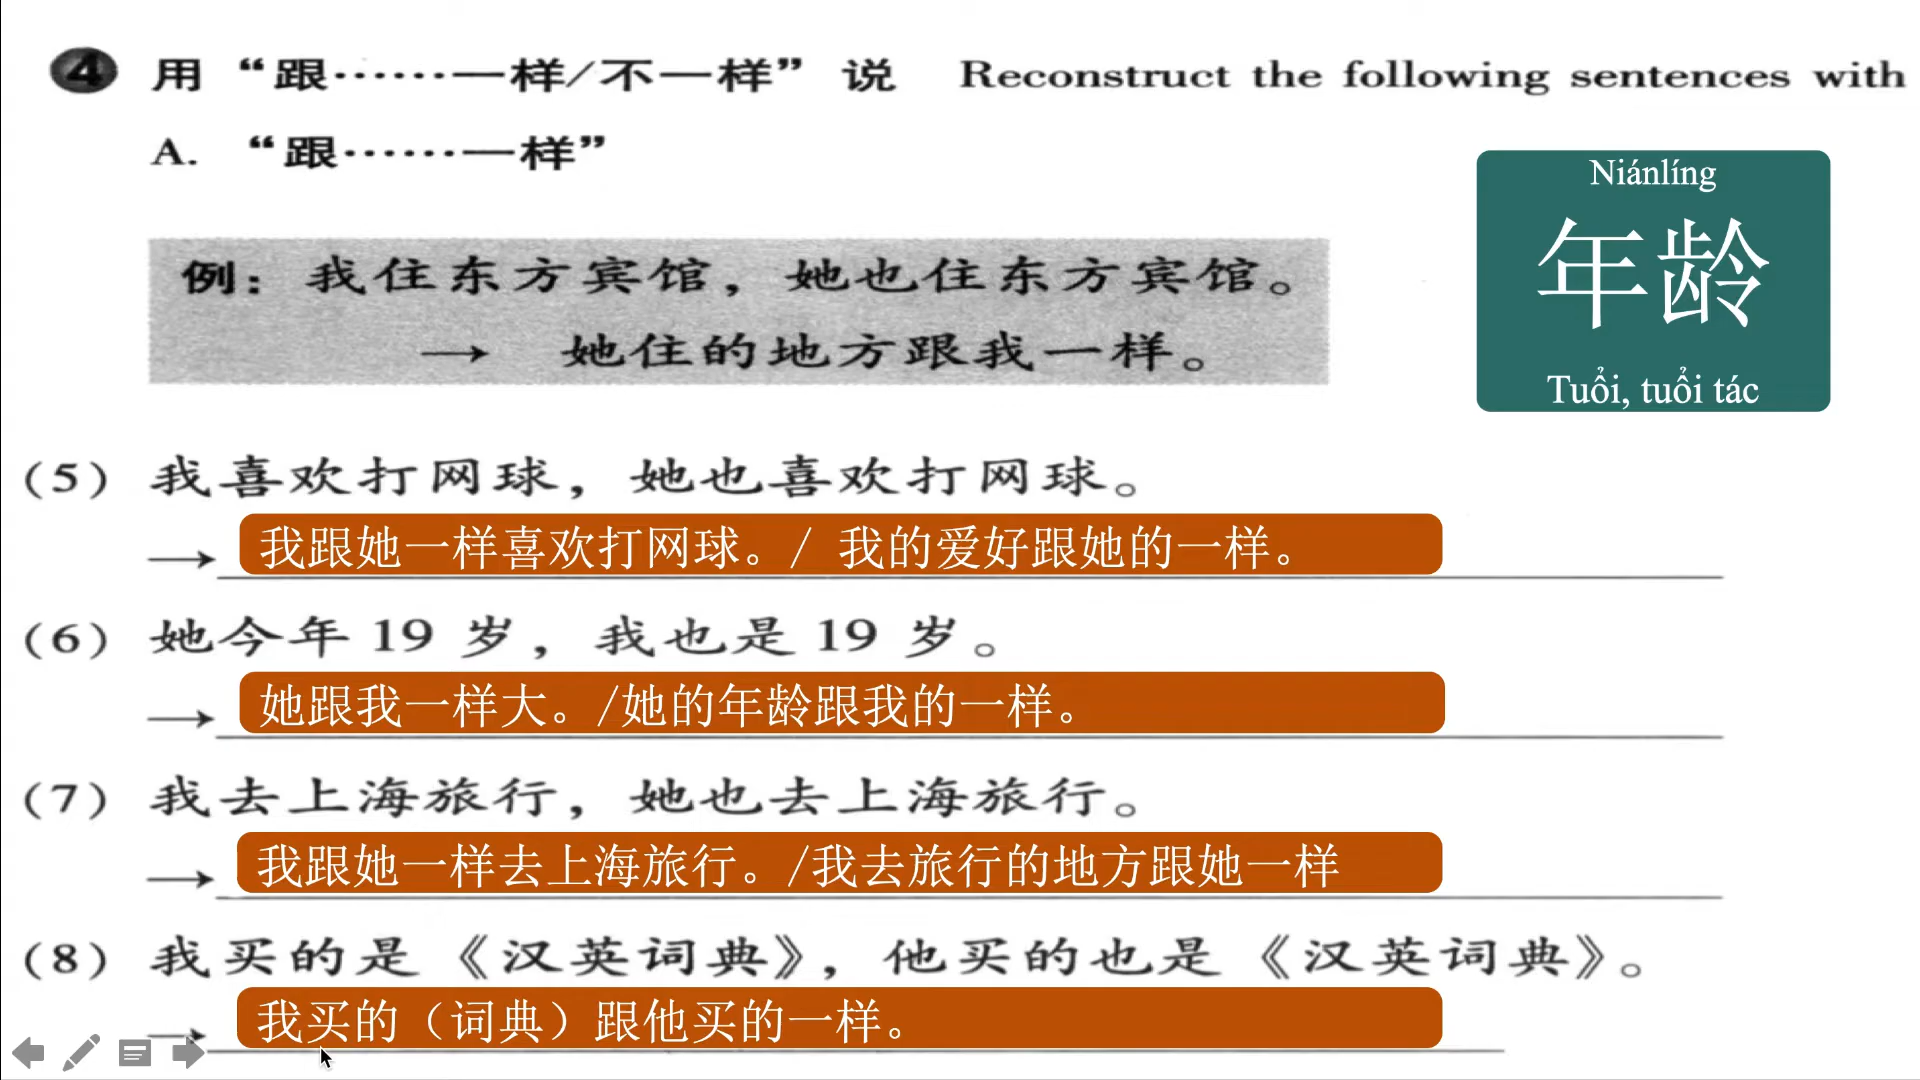 4 用“跟……一样/不一样”说 Reconstruct the following sentences with
A. “跟……一样”
Niánlíng
年龄
Tuổi, tuổi tác
例：我住东方宾馆，她也住东方宾馆。
→ 她住的地方跟我一样。
(5) 我喜欢打网球，她也喜欢打网球。
→ 我跟她一样喜欢打网球。/ 我的爱好跟她的一样。
(6) 她今年 19 岁，我也是 19 岁。
→ 她跟我一样大。/她的年龄跟我的一样。
(7) 我去上海旅行，她也去上海旅行。
→ 我跟她一样去上海旅行。/我去旅行的地方跟她一样
(8) 我买的是《汉英词典》，他买的也是《汉英词典》。
→ 我买的（词典）跟他买的一样。